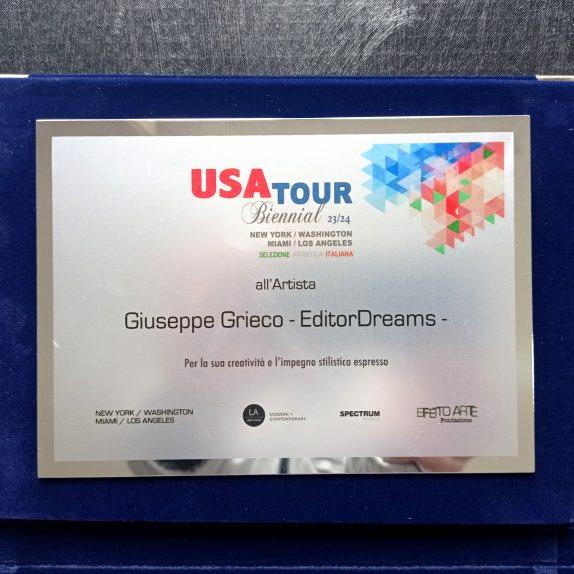 USA TOUR
Biennial 23/24
NEW YORK / WASHINGTON
MIAMI / LOS ANGELES
SELEZIONE ARTISTICA ITALIANA
all'Artista
Giuseppe Grieco - EditorDreams -
Per la sua creatività e l'impegno stilistico espresso
NEW YORK / WASHINGTON
MIAMI / LOS ANGELES
LA
MODERN +
CONTEMPORARY
SPECTRUM
EFFETTO ARTE
Fondazione